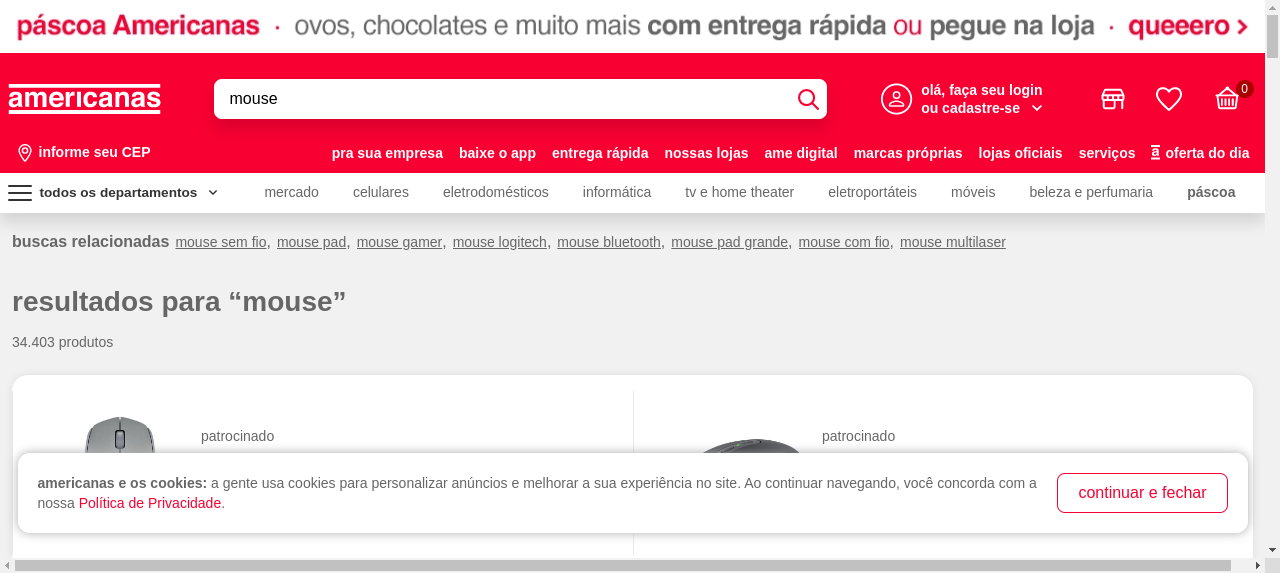 páscoa Americanas · ovos, chocolates e muito mais com entrega rápida ou pegue na loja · queeero >
americanas
mouse
olá, faça seu login
ou cadastre-se
0
informe seu CEP
pra sua empresa baixe o app entrega rápida nossas lojas ame digital marcas próprias lojas oficiais serviços a oferta do dia
todos os departamentos mercado celulares eletrodomésticos informática tv e home theater eletroportáteis móveis beleza e perfumaria páscoa
buscas relacionadas mouse sem fio, mouse pad, mouse gamer, mouse logitech, mouse bluetooth, mouse pad grande, mouse com fio, mouse multilaser
resultados para “mouse”
34.403 produtos
patrocinado patrocinado
americanas e os cookies: a gente usa cookies para personalizar anúncios e melhorar a sua experiência no site. Ao continuar navegando, você concorda com a
nossa Política de Privacidade.
continuar e fechar